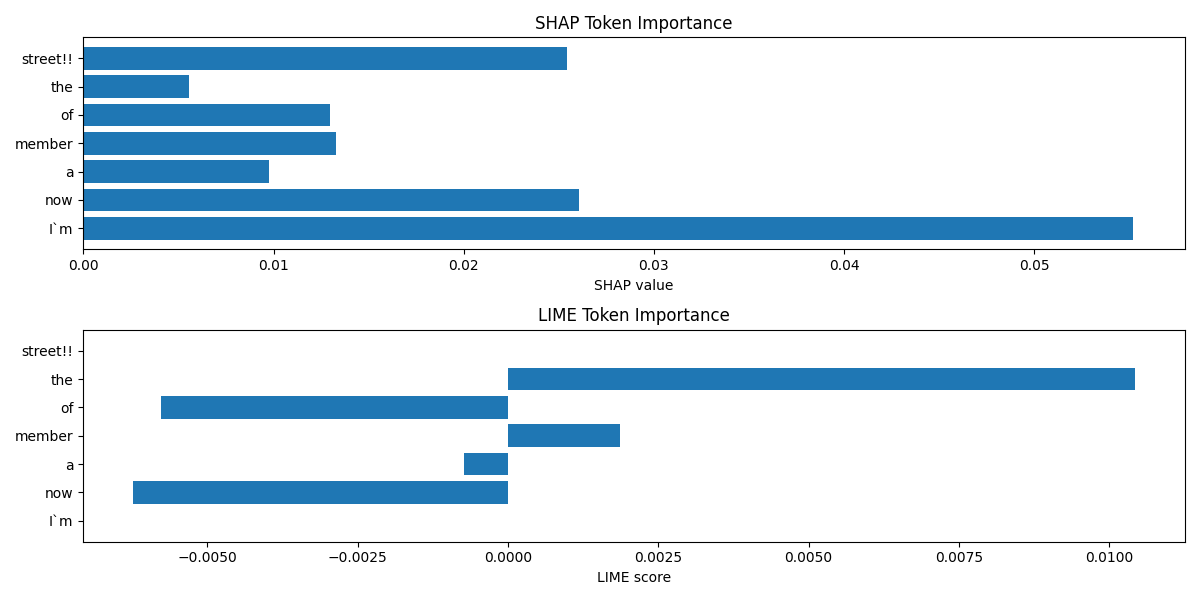 SHAP Token Importance
street!!
the
of
member
a
now
I`m
0.00 0.01 0.02 0.03 0.04 0.05
SHAP value
LIME Token Importance
street!!
the
of
member
a
now
I`m
−0.0050 −0.0025 0.0000 0.0025 0.0050 0.0075 0.0100
LIME score